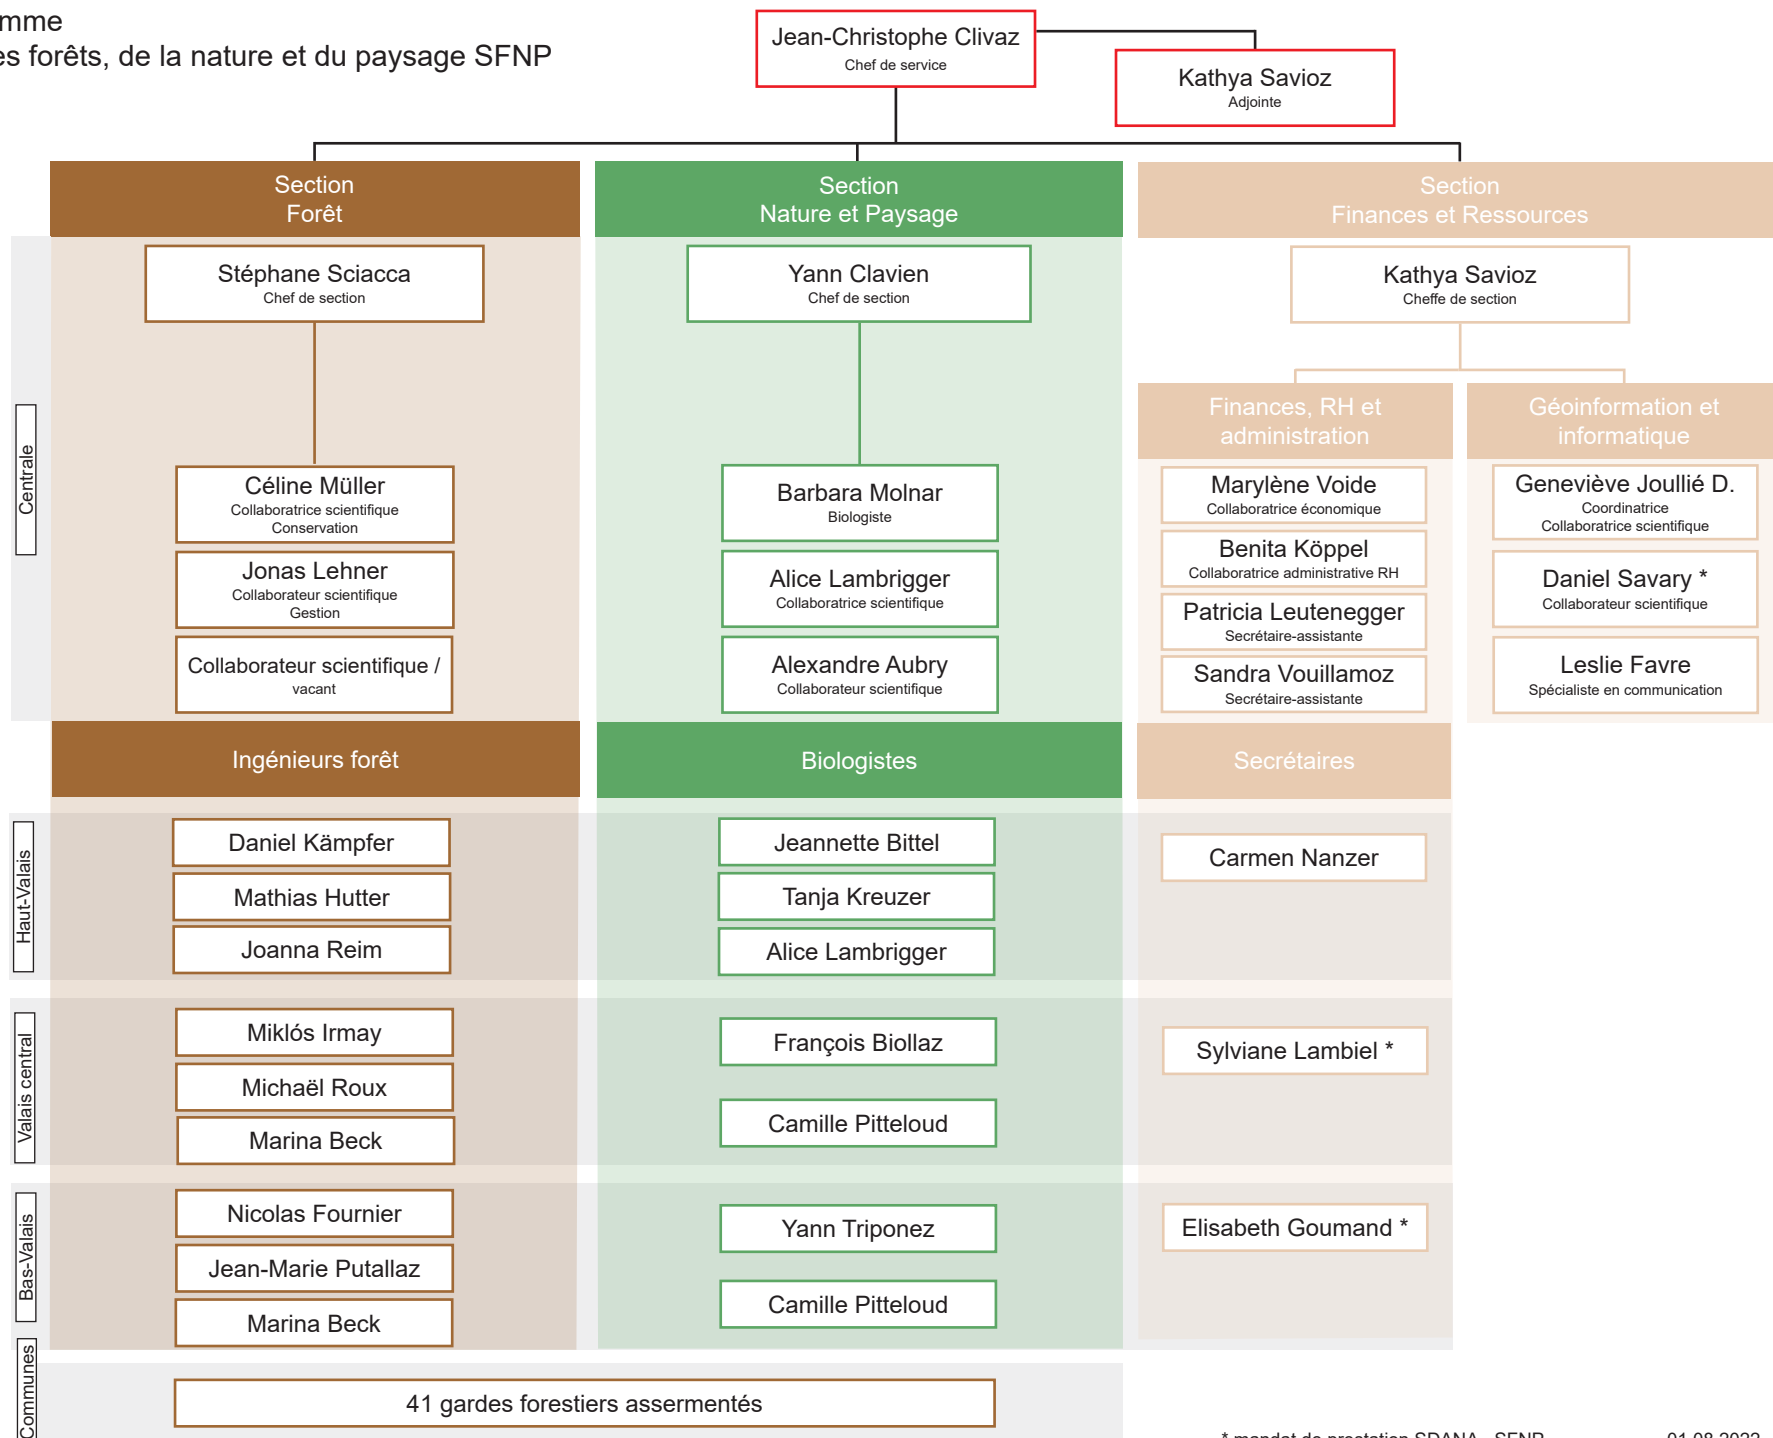 es forêts, de la nature et du paysage SFNP
Jean-Christophe Clivaz
Chef de service
Kathya Savioz
Adjointe
Section
Forêt
Section
Nature et Paysage
Section
Finances et Ressources
Centrale
Stéphane Sciacca
Chef de section
Yann Clavien
Chef de section
Kathya Savioz
Cheffe de section
Finances, RH et
administration
Géoinformation et
informatique
Céline Müller
Collaboratrice scientifique
Conservation
Jonas Lehner
Collaborateur scientifique
Gestion
Collaborateur scientifique /
vacant
Barbara Molnar
Biologiste
Alice Lambrigger
Collaboratrice scientifique
Alexandre Aubry
Collaborateur scientifique
Marylène Voide
Collaboratrice économique
Benita Köppel
Collaboratrice administrative RH
Patricia Leutenegger
Secrétaire-assistante
Sandra Vouillamoz
Secrétaire-assistante
Geneviève Joullié D.
Coordinatrice
Collaboratrice scientifique
Daniel Savary *
Collaborateur scientifique
Leslie Favre
Spécialiste en communication
Ingénieurs forêt
Biologistes
Secrétaires
Haut-Valais
Daniel Kämpfer
Mathias Hutter
Joanna Reim
Jeannette Bittel
Tanja Kreuzer
Alice Lambrigger
Carmen Nanzer
Valais central
Miklós Irmay
Michaël Roux
Marina Beck
François Biollaz
Camille Pitteloud
Sylviane Lambiel *
Bas-Valais
Nicolas Fournier
Jean-Marie Putallaz
Marina Beck
Yann Triponez
Camille Pitteloud
Elisabeth Goumand *
Communes
41 gardes forestiers assermentés
* mandat de prestation SDANA - SFNP
01.08.2022